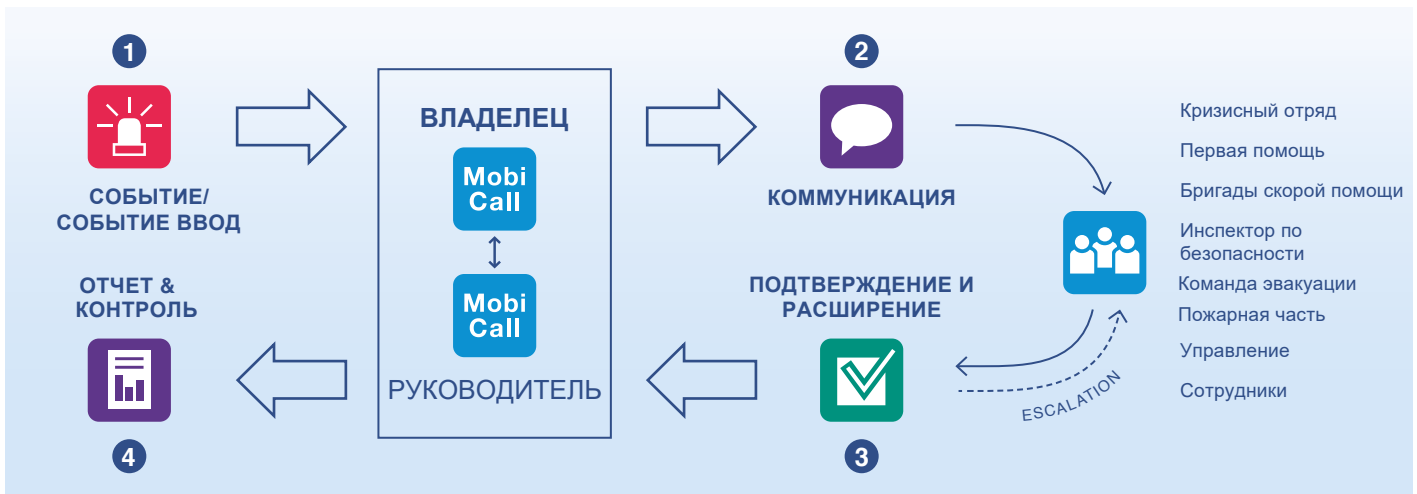 1
СОБЫТИЕ/
СОБЫТИЕ ВВОД
ВЛАДЕЛЕЦ
Mobi
Call
Mobi
Call
РУКОВОДИТЕЛЬ
2
КОММУНИКАЦИЯ
Кризисный отряд
Первая помощь
Бригады скорой помощи
Инспектор по
безопасности
Команда эвакуации
Пожарная часть
Управление
Сотрудники
ПОДТВЕРЖДЕНИЕ И
РАСШИРЕНИЕ
ESCALATION
3
ОТЧЕТ &
КОНТРОЛЬ
4